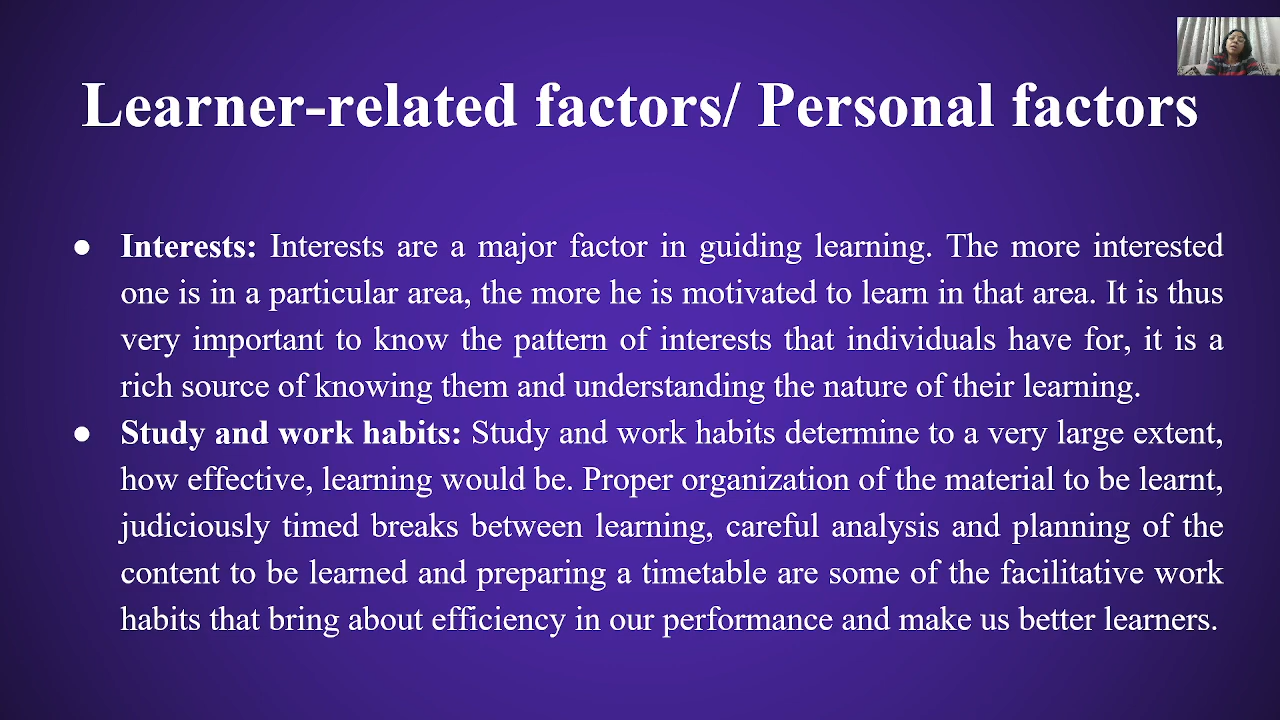 Learner-related factors/ Personal factors
● Interests: Interests are a major factor in guiding learning. The more interested
one is in a particular area, the more he is motivated to learn in that area. It is thus
very important to know the pattern of interests that individuals have for, it is a
rich source of knowing them and understanding the nature of their learning.
● Study and work habits: Study and work habits determine to a very large extent,
how effective, learning would be. Proper organization of the material to be learnt,
judiciously timed breaks between learning, careful analysis and planning of the
content to be learned and preparing a timetable are some of the facilitative work
habits that bring about efficiency in our performance and make us better learners.